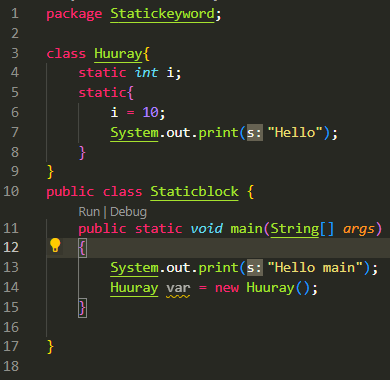 1 package Statickeyword;
2
3 class Huuray{
4     static int i;
5     static{
6         i = 10;
7         System.out.print(s: "Hello");
8     }
9 }
10 public class Staticblock {
Run | Debug
11     public static void main(String[] args)
12     {
13         System.out.print(s: "Hello main");
14         Huuray var = new Huuray();
15     }
16
17 }
18